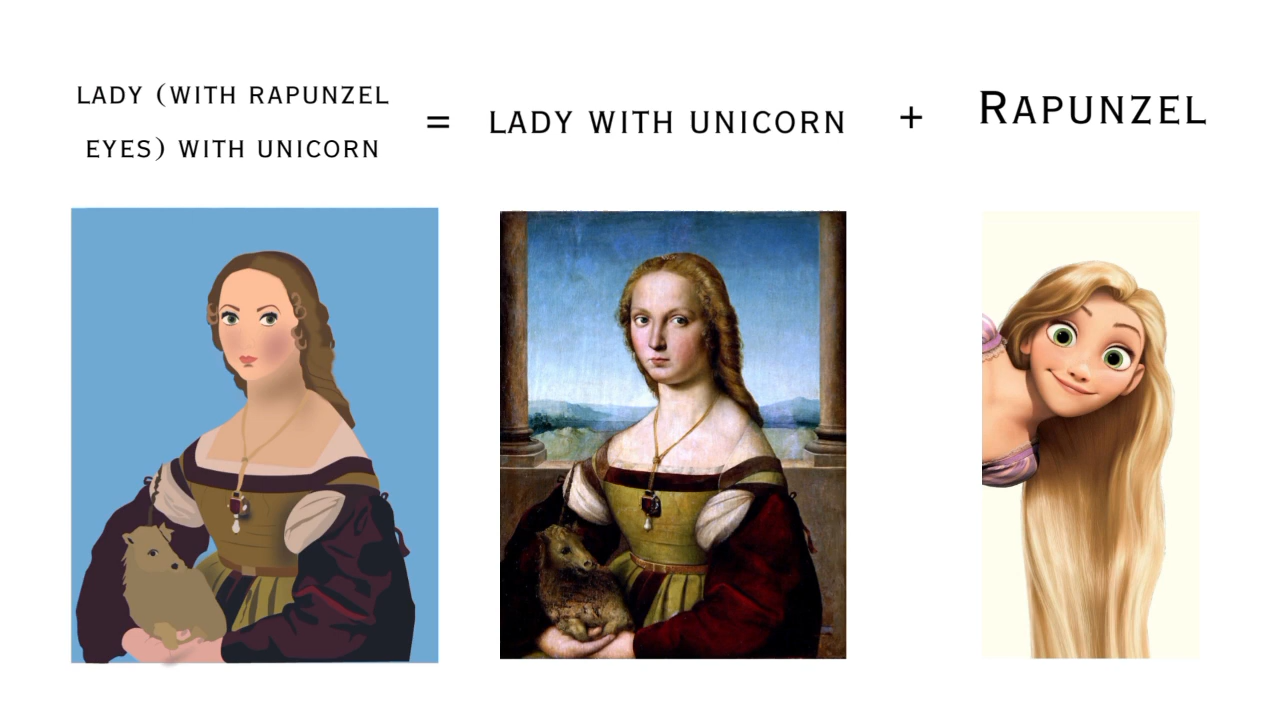 LADY (WITH RAPUNZEL
EYES) WITH UNICORN
=
LADY WITH UNICORN
+
RAPUNZEL